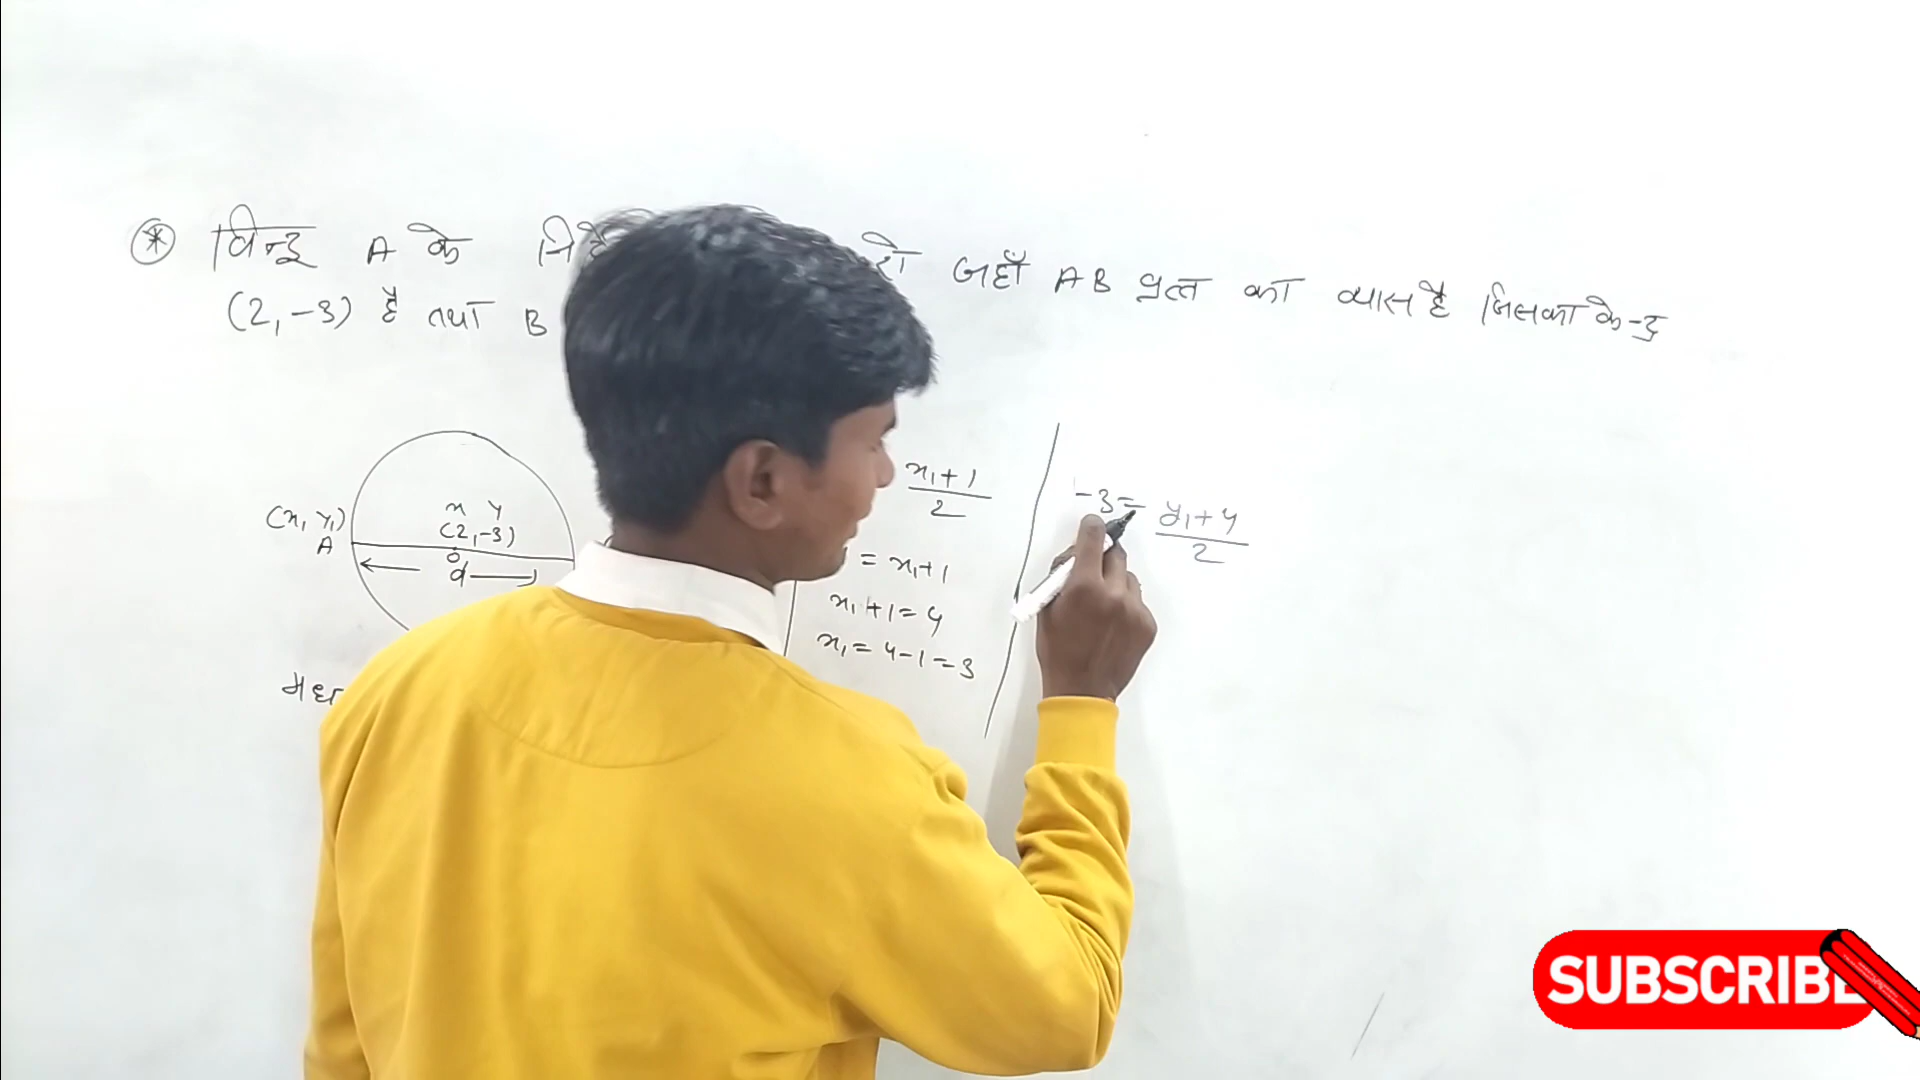 * बिन्दु A के
जहाँ AB वृत्त का व्यास है जिसका केन्द्र
(2,-3) है तथा B
(x₁ y₁)
A
x y
(2,-3)
O
d
x₁+1
2
= x₁+1
x₁+1=4
x₁= 4-1=3
-3= y₁+4
2
SUBSCRIBE